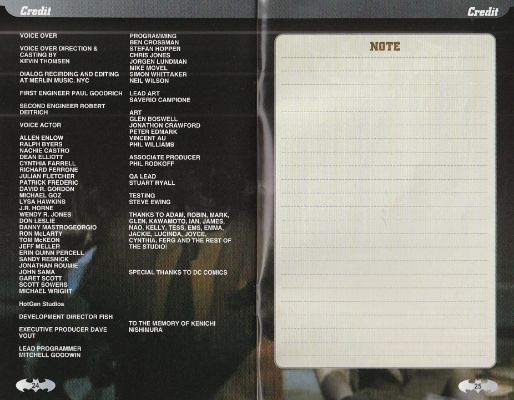 Credit
VOICE OVER
VOICE OVER DIRECTION &
CASTING BY
KEVIN THOMSEN
DIALOG RECIRDING AND EDITING
AT MERLIN MUSIC. NYC
FIRST ENGINEER PAUL GOODRICH
SECOND ENGINEER ROBERT
DEITRICH
VOICE ACTOR
ALLEN ENLOW
RALPH BYERS
NACHIE CASTRO
DEAN ELLIOTT
CYNTHIA FARRELL
RICHARD FERRONE
JULIAN FLETCHER
PATRICK FREDERIC
DAVID R. GORDON
MICHAEL GOZ
LYSA HAWKINS
J.R. HORNE
WENDY R. JONES
DON LESLIE
DANNY MASTROGEORGIO
RON McLARTY
TOM McKEON
JEFF MELLER
ERIN QUINN PERCELL
SANDY RESNICK
JONATHAN ROUMIE
JOHN SAMA
GARET SCOTT
SCOTT SOWERS
MICHAEL WRIGHT
HotGen Studios
DEVELOPMENT DIRECTOR FISH
EXECUTIVE PRODUCER DAVE
VOUT
LEAD PROGRAMMER
MITCHELL GOODWIN
PROGRAMMING
BEN CROSSMAN
STEFAN HOPPER
CHRIS JONES
JORGEN LUNDMAN
MIKE MOVEL
SIMON WHITTAKER
NEIL WILSON
LEAD ART
SAVERIO CAMPIONE
ART
GLEN BOSWELL
JONATHON CRAWFORD
PETER EDMARK
VINCENT AU
PHIL WILLIAMS
ASSOCIATE PRODUCER
PHIL RODKOFF
QA LEAD
STUART RYALL
TESTING
STEVE EWING
THANKS TO ADAM, ROBIN, MARK,
GLEN, KAWAMOTO, IAN, JAMES,
NAO, KELLY, TESS, EMS, EMMA,
JACKIE, LUCINDA, JOYCE,
CYNTHIA, FERG AND THE REST OF
THE STUDIO!
SPECIAL THANKS TO DC COMICS
TO THE MEMORY OF KENICHI
NISHIMURA
24
Credit
NOTE
25